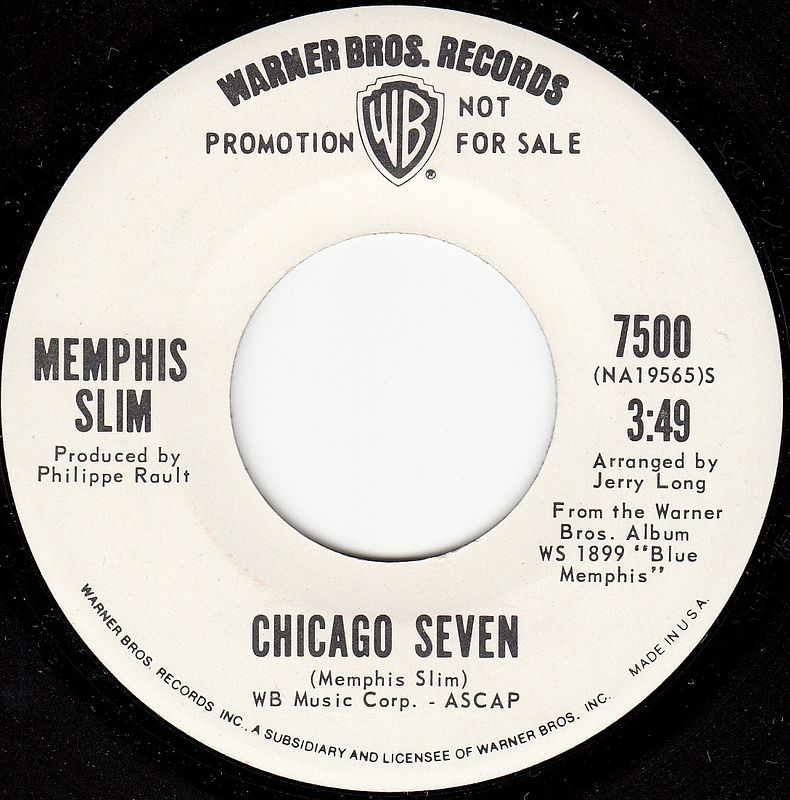 WARNER BROS. RECORDS
PROMOTION
NOT
FOR SALE
WB
®
MEMPHIS
SLIM
Produced by
Philippe Rault
7500
(NA19565)S
3:49
Arranged by
Jerry Long
From the Warner
Bros. Album
WS 1899 "Blue
Memphis"
CHICAGO SEVEN
(Memphis Slim)
WB Music Corp. - ASCAP
WARNER BROS. RECORDS INC., A SUBSIDIARY AND LICENSEE OF WARNER BROS. INC.
MADE IN U.S.A.